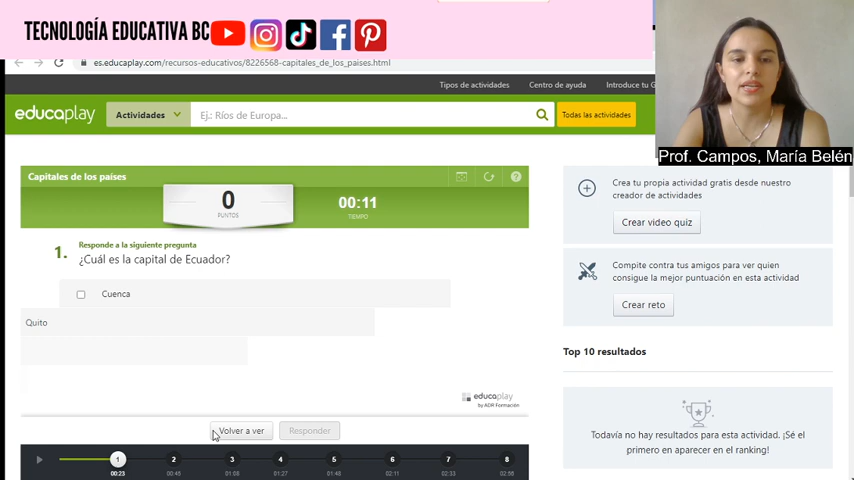 TECNOLOGÍA EDUCATIVA BC
es.educaplay.com/recursos-educativos/8226568-capitales_de_los_paises.html
Tipos de actividades
Centro de ayuda
Introduce tu G
educaplay
Actividades
Ej.: Ríos de Europa...
Todas las actividades
Prof. Campos, María Belén
Capitales de los países
0
PUNTOS
00:11
TIEMPO
1.
Responde a la siguiente pregunta
¿Cuál es la capital de Ecuador?
Cuenca
Quito
educaplay
by ADR Formación
Volver a ver
Responder
1 2 3 4 5 6 7 8
00:23 00:45 01:08 01:27 01:48 02:11 02:33 02:56
Crea tu propia actividad gratis desde nuestro
creador de actividades
Crear video quiz
Compite contra tus amigos para ver quien
consigue la mejor puntuación en esta actividad
Crear reto
Top 10 resultados
Todavía no hay resultados para esta actividad. ¡Sé el
primero en aparecer en el ranking!